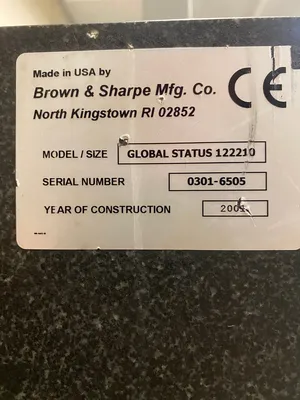 Made in USA by
Brown & Sharpe Mfg. Co.
North Kingstown RI 02852
CE
MODEL / SIZE GLOBAL STATUS 122210
SERIAL NUMBER 0301-6505
YEAR OF CONSTRUCTION